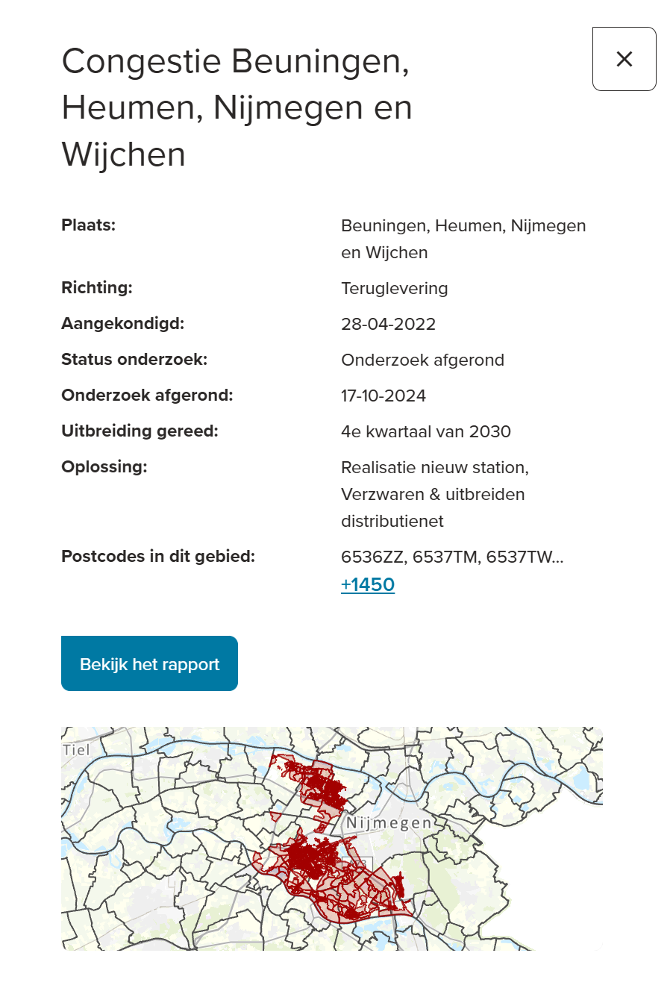 Congestie Beuningen,
Heumen, Nijmegen en
Wijchen
Plaats:
Beuningen, Heumen, Nijmegen
en Wijchen
Richting:
Teruglevering
Aangekondigd:
28-04-2022
Status onderzoek:
Onderzoek afgerond
Onderzoek afgerond:
17-10-2024
Uitbreiding gereed:
4e kwartaal van 2030
Oplossing:
Realisatie nieuw station,
Verzwaren & uitbreiden
distributienet
Postcodes in dit gebied:
6536ZZ, 6537TM, 6537TW...
+1450
Bekijk het rapport
Tiel
Nijmegen